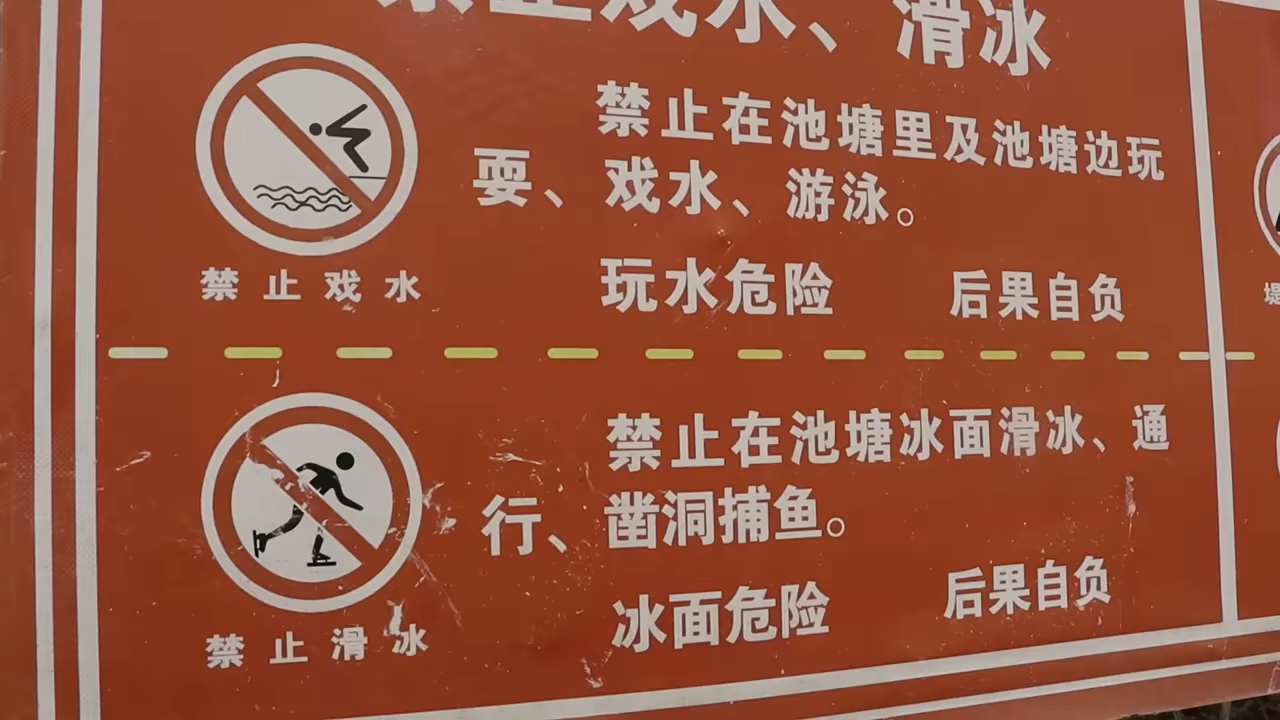 禁止戏水、滑冰
禁止在池塘里及池塘边玩
耍、戏水、游泳。
禁止戏水
玩水危险 后果自负
禁止在池塘冰面滑冰、通
行、凿洞捕鱼。
冰面危险 后果自负
禁止滑冰
堤